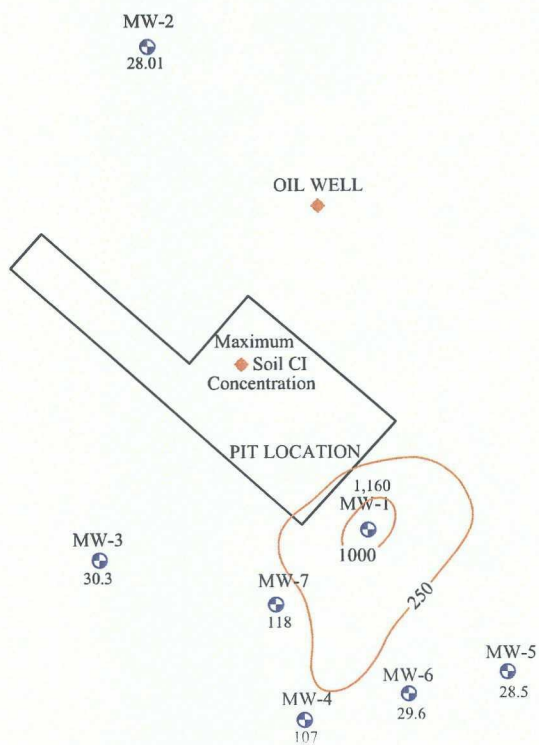 MW-2
28.01
OIL WELL
Maximum
Soil Cl
Concentration
PIT LOCATION
1,160
MW-1
1000
MW-3
30.3
MW-7
118
250
MW-5
28.5
MW-6
29.6
MW-4
107